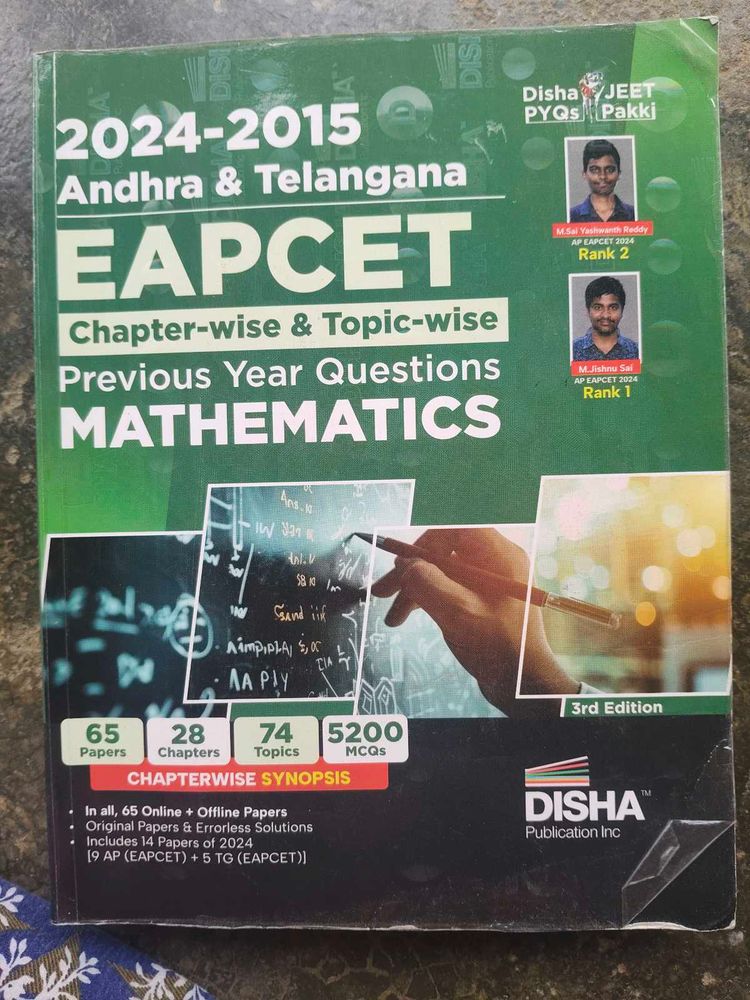 2024-2015
Andhra & Telangana
EAPCET
Chapter-wise & Topic-wise
Previous Year Questions
MATHEMATICS
Disha JEET
PYQs Pakki
M.Sai Yashwanth Reddy
AP EAPCET 2024
Rank 2
M.Jishnu Sai
AP EAPCET 2024
Rank 1
3rd Edition
65 Papers
28 Chapters
74 Topics
5200 MCQs
CHAPTERWISE SYNOPSIS
• In all, 65 Online + Offline Papers
• Original Papers & Errorless Solutions
• Includes 14 Papers of 2024
[9 AP (EAPCET) + 5 TG (EAPCET)]
DISHA™
Publication Inc